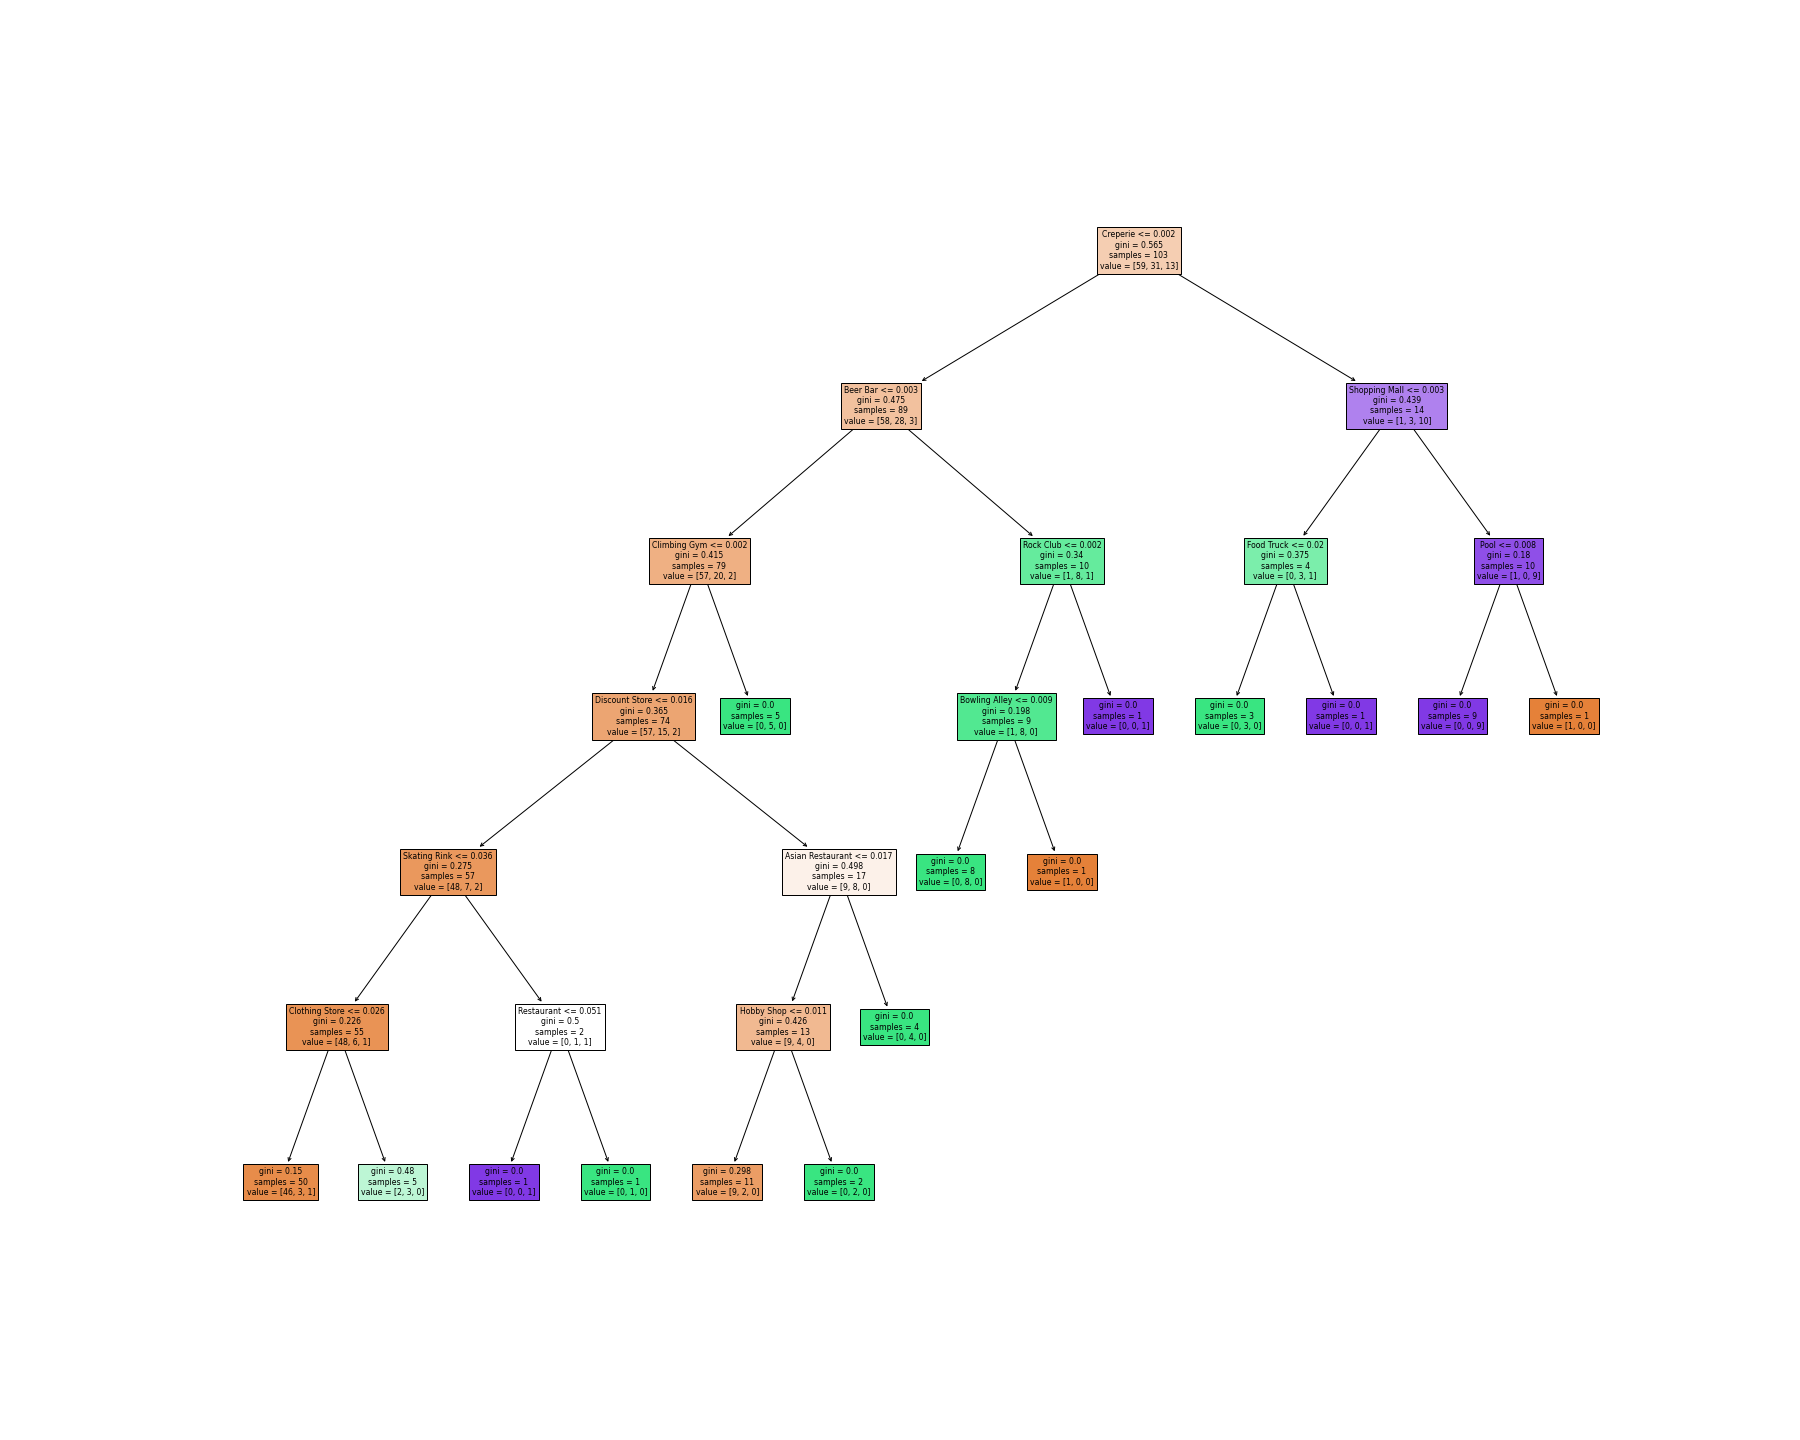 Creperie <= 0.002
gini = 0.565
samples = 103
value = [59, 31, 13]
Beer Bar <= 0.003
gini = 0.475
samples = 89
value = [58, 28, 3]
Shopping Mall <= 0.003
gini = 0.439
samples = 14
value = [1, 3, 10]
Climbing Gym <= 0.002
gini = 0.415
samples = 79
value = [57, 20, 2]
Rock Club <= 0.002
gini = 0.34
samples = 10
value = [1, 8, 1]
Food Truck <= 0.02
gini = 0.375
samples = 4
value = [0, 3, 1]
Pool <= 0.008
gini = 0.18
samples = 10
value = [1, 0, 9]
Discount Store <= 0.016
gini = 0.365
samples = 74
value = [57, 15, 2]
gini = 0.0
samples = 5
value = [0, 5, 0]
Bowling Alley <= 0.009
gini = 0.198
samples = 9
value = [1, 8, 0]
gini = 0.0
samples = 1
value = [0, 0, 1]
gini = 0.0
samples = 3
value = [0, 3, 0]
gini = 0.0
samples = 1
value = [0, 0, 1]
gini = 0.0
samples = 9
value = [0, 0, 9]
gini = 0.0
samples = 1
value = [1, 0, 0]
Skating Rink <= 0.036
gini = 0.275
samples = 57
value = [48, 7, 2]
Asian Restaurant <= 0.017
gini = 0.498
samples = 17
value = [9, 8, 0]
gini = 0.0
samples = 8
value = [0, 8, 0]
gini = 0.0
samples = 1
value = [1, 0, 0]
Clothing Store <= 0.026
gini = 0.226
samples = 55
value = [48, 6, 1]
Restaurant <= 0.051
gini = 0.5
samples = 2
value = [0, 1, 1]
Hobby Shop <= 0.011
gini = 0.426
samples = 13
value = [9, 4, 0]
gini = 0.0
samples = 4
value = [0, 4, 0]
gini = 0.15
samples = 50
value = [46, 3, 1]
gini = 0.48
samples = 5
value = [2, 3, 0]
gini = 0.0
samples = 1
value = [0, 0, 1]
gini = 0.0
samples = 1
value = [0, 1, 0]
gini = 0.298
samples = 11
value = [9, 2, 0]
gini = 0.0
samples = 2
value = [0, 2, 0]